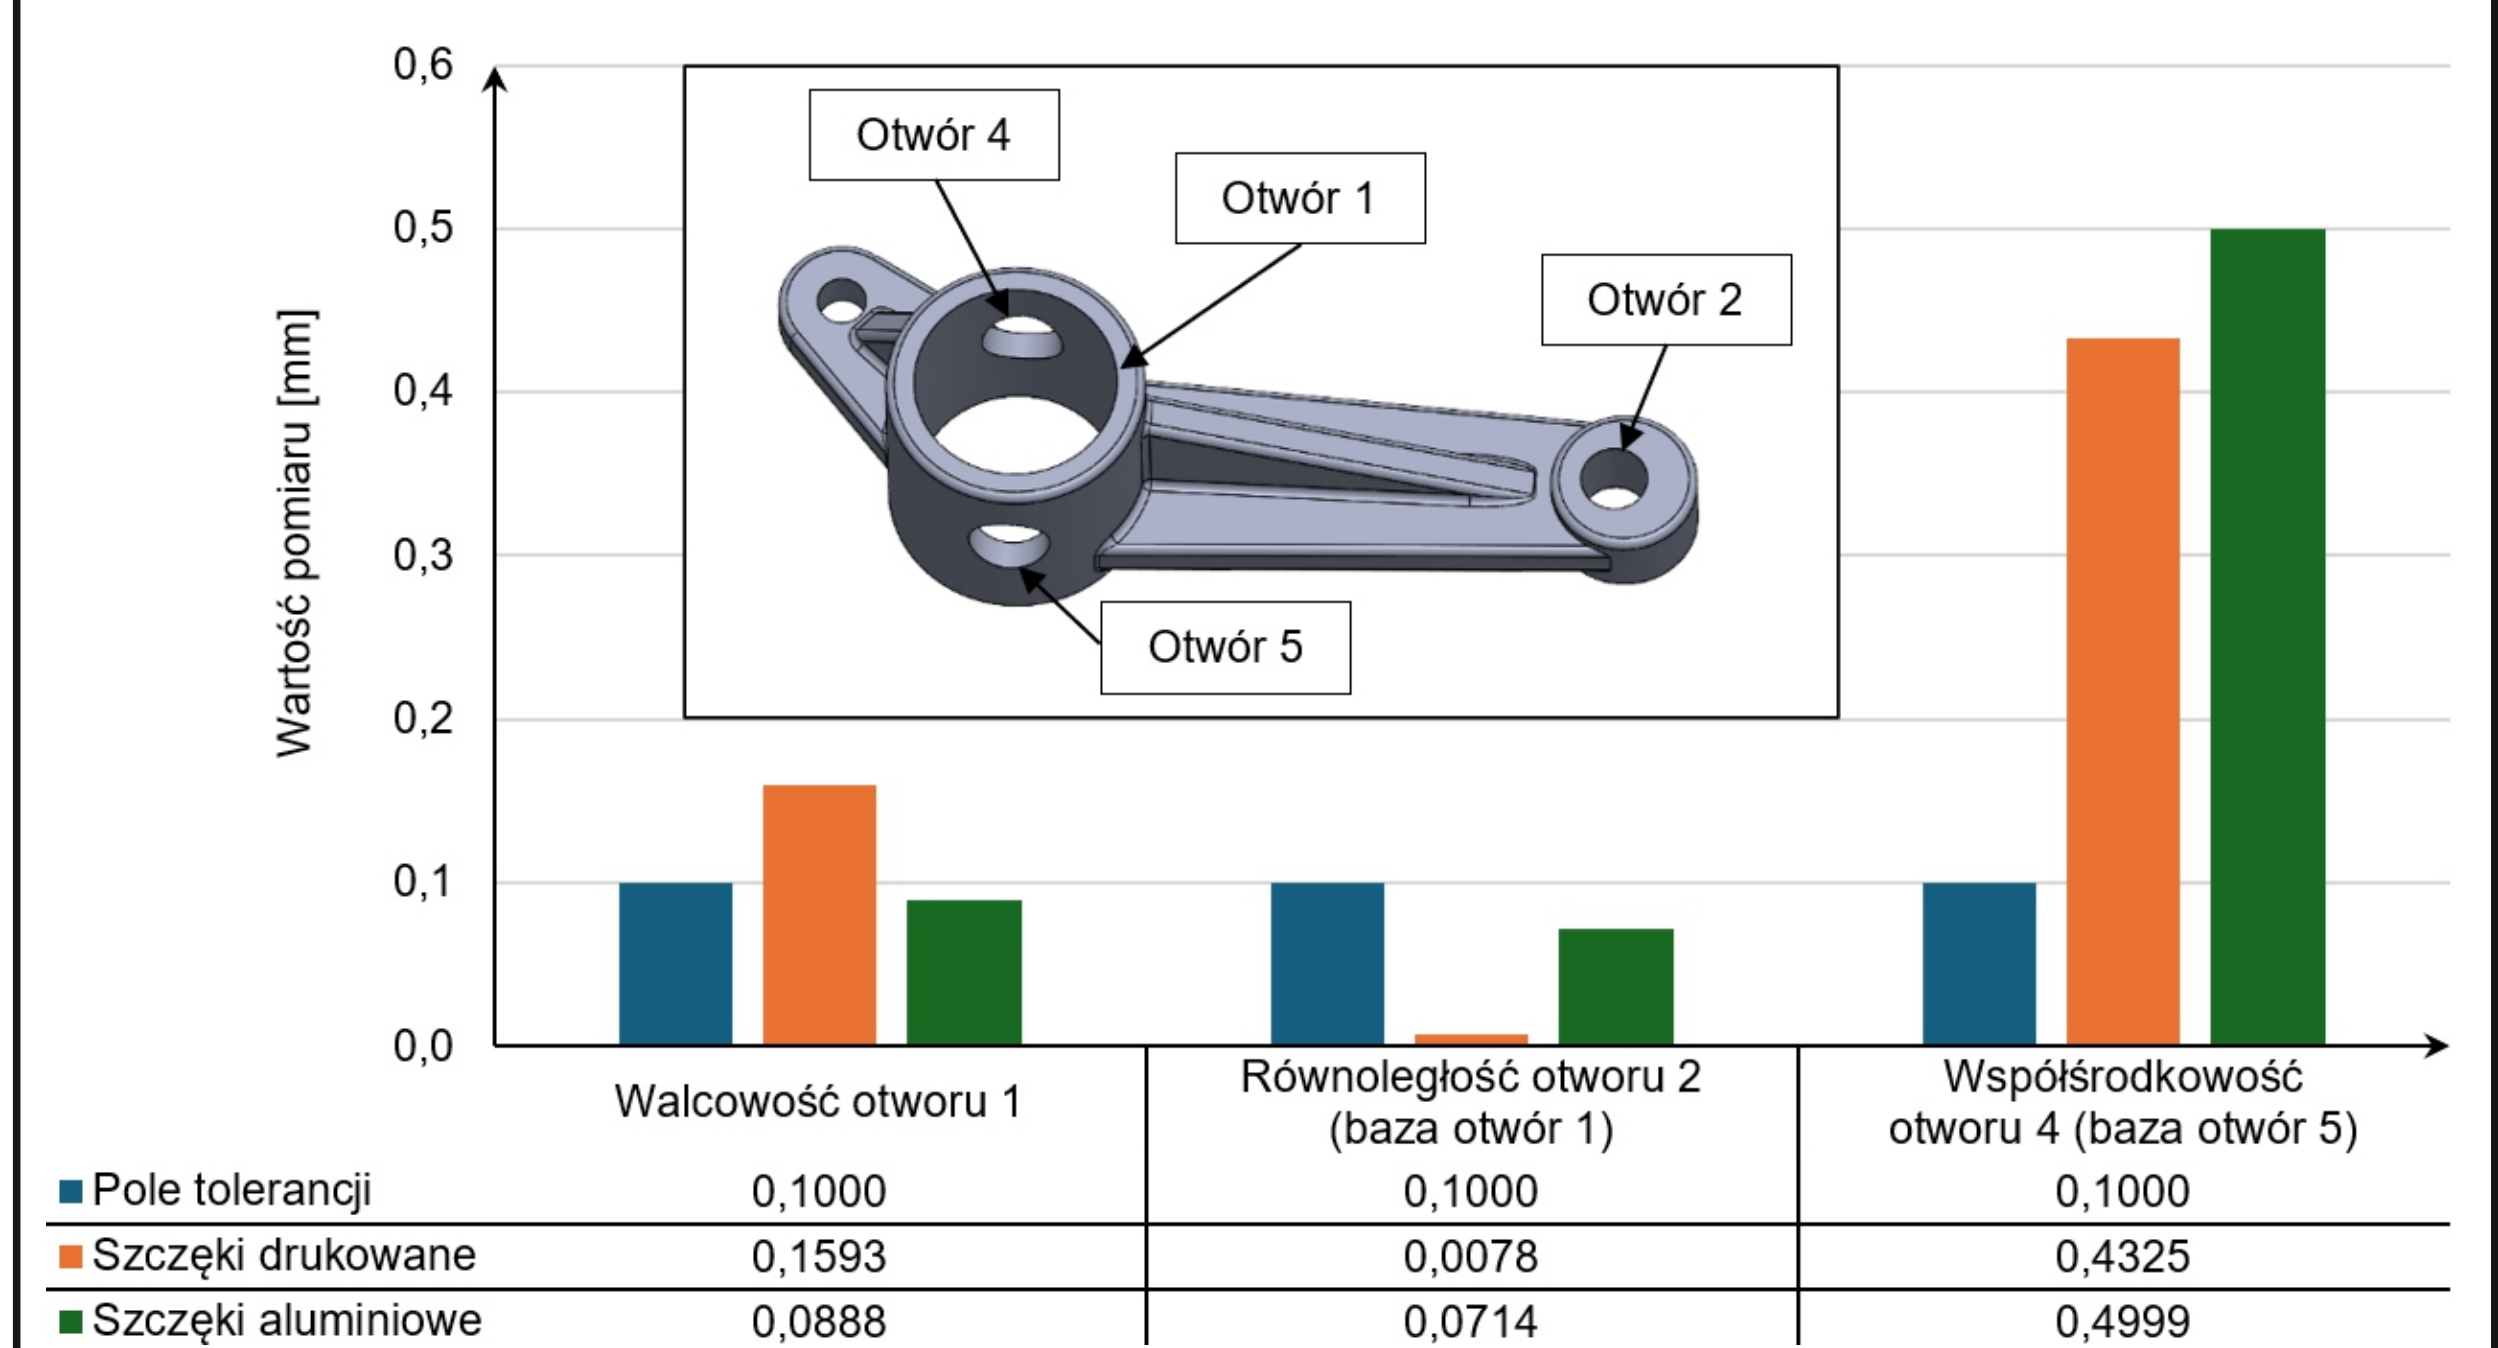 0,6
Otwór 4
Otwór 1
0,5
Otwór 2
0,4
Wartość pomiaru [mm]
0,3
Otwór 5
0,2
0,1
0,0
Walcowość otworu 1
Równoległość otworu 2
(baza otwór 1)
Współśrodkowość
otworu 4 (baza otwór 5)
Pole tolerancji 0,1000 0,1000 0,1000
Szczęki drukowane 0,1593 0,0078 0,4325
Szczęki aluminiowe 0,0888 0,0714 0,4999